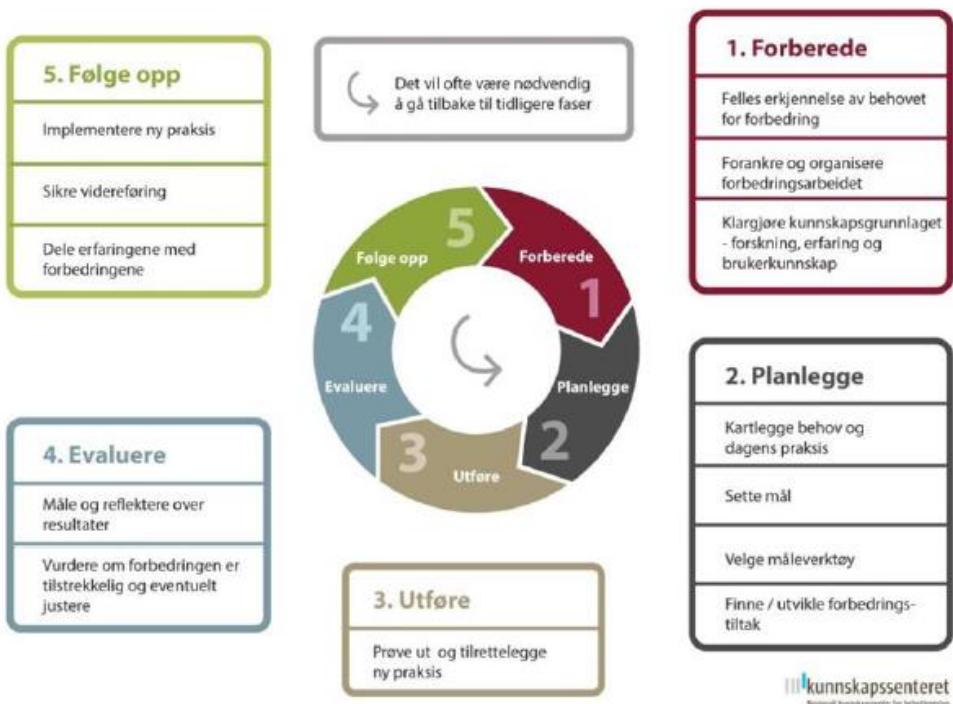 5. Følge opp
Implementere ny praksis
Sikre videreføring
Dele erfaringene med
forbedringene
Det vil ofte være nødvendig
å gå tilbake til tidligere faser
1. Forberede
Felles erkjennelse av behovet
for forbedring
Forankre og organisere
forbedringsarbeidet
Klargjøre kunnskapsgrunnlaget
- forskning, erfaring og
brukerkunnskap
5
Følge opp
Forberede
1
4
Evaluere
Planlegge
2
3
Utføre
2. Planlegge
Kartlegge behov og
dagens praksis
Sette mål
Velge måleverktøy
Finne / utvikle forbedrings-
tiltak
4. Evaluere
Måle og reflektere over
resultater
Vurdere om forbedringen er
tilstrekkelig og eventuelt
justere
3. Utføre
Prøve ut og tilrettelegge
ny praksis
kunnskapssenteret